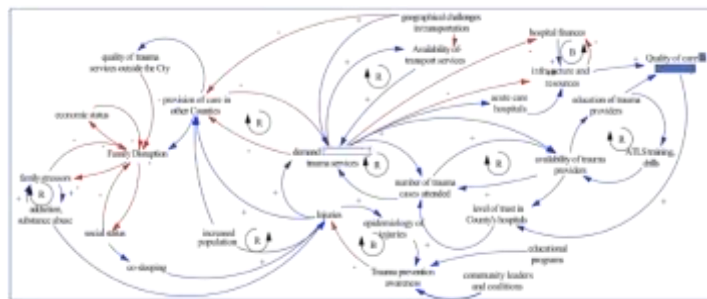 geographical challenges
in transportation
hospital finances
quality of trauma
services outside the Cty
Availability of
transport services
Quality of care
B
R
infrastructure and
resources
provision of care in
other Counties
acute care
hospitals
education of trauma
providers
economic status
R
R
demand
trauma services
R
R
ATLS training,
drills
Family Disruption
availability of trauma
providers
family stressors
R
number of trauma
cases attended
addiction,
substance abuse
level of trust in
County's hospitals
Injuries
social status
increased
population
R
epidemiology of
injuries
B
educational
programs
co-sleeping
Trauma prevention
awareness
community leaders
and coalitions